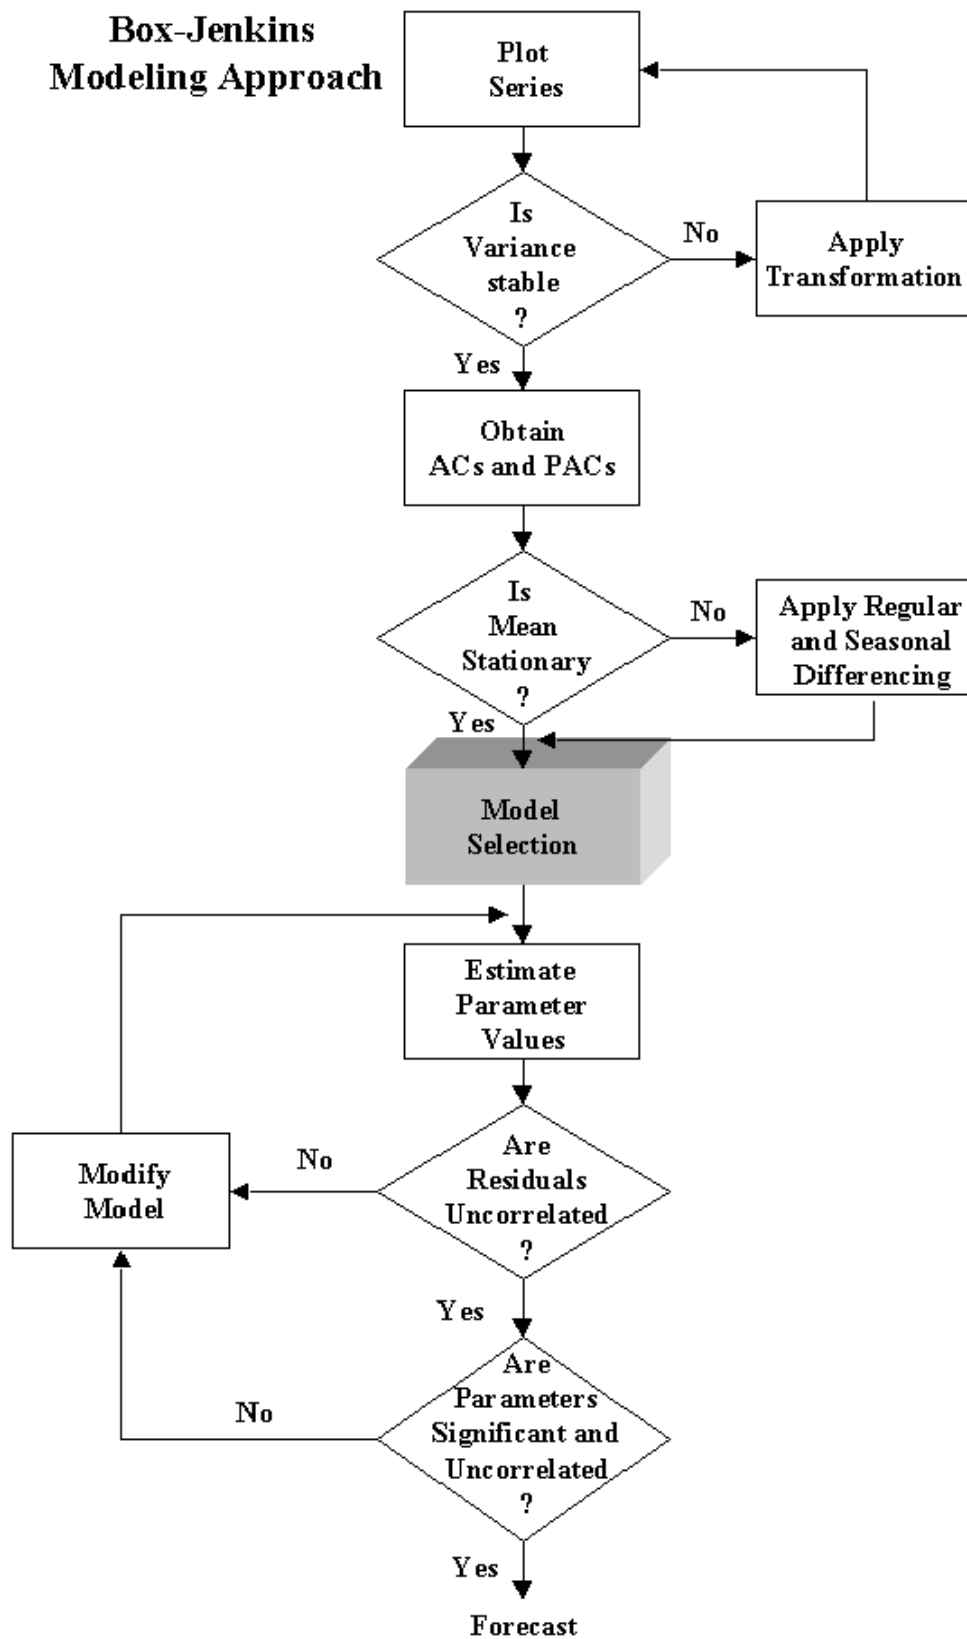 Box-Jenkins
Modeling Approach
Plot
Series
Is
Variance
stable
?
No
Apply
Transformation
Yes
Obtain
ACs and PACs
Is
Mean
Stationary
?
No
Apply Regular
and Seasonal
Differencing
Yes
Model
Selection
Estimate
Parameter
Values
Are
Residuals
Uncorrelated
?
No
Modify
Model
Yes
Are
Parameters
Significant and
Uncorrelated
?
No
Yes
Forecast